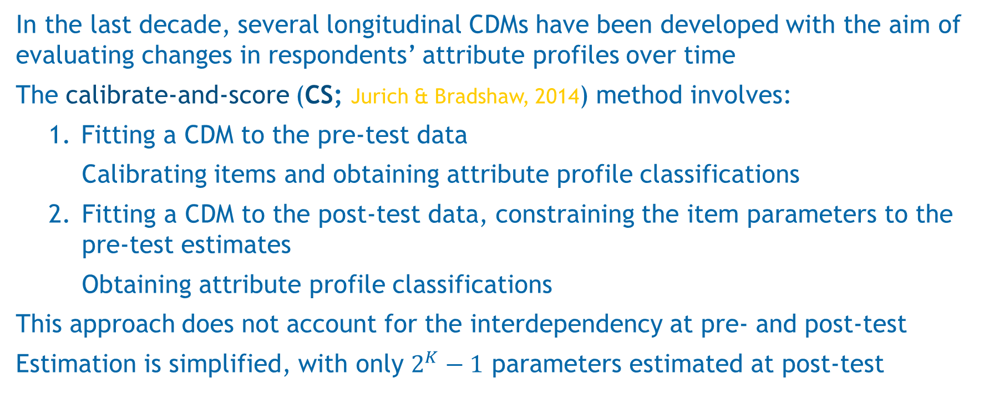 In the last decade, several longitudinal CDMs have been developed with the aim of
evaluating changes in respondents’ attribute profiles over time
The calibrate-and-score (CS; Jurich & Bradshaw, 2014) method involves:
1. Fitting a CDM to the pre-test data
Calibrating items and obtaining attribute profile classifications
2. Fitting a CDM to the post-test data, constraining the item parameters to the
pre-test estimates
Obtaining attribute profile classifications
This approach does not account for the interdependency at pre- and post-test
Estimation is simplified, with only 2^K − 1 parameters estimated at post-test